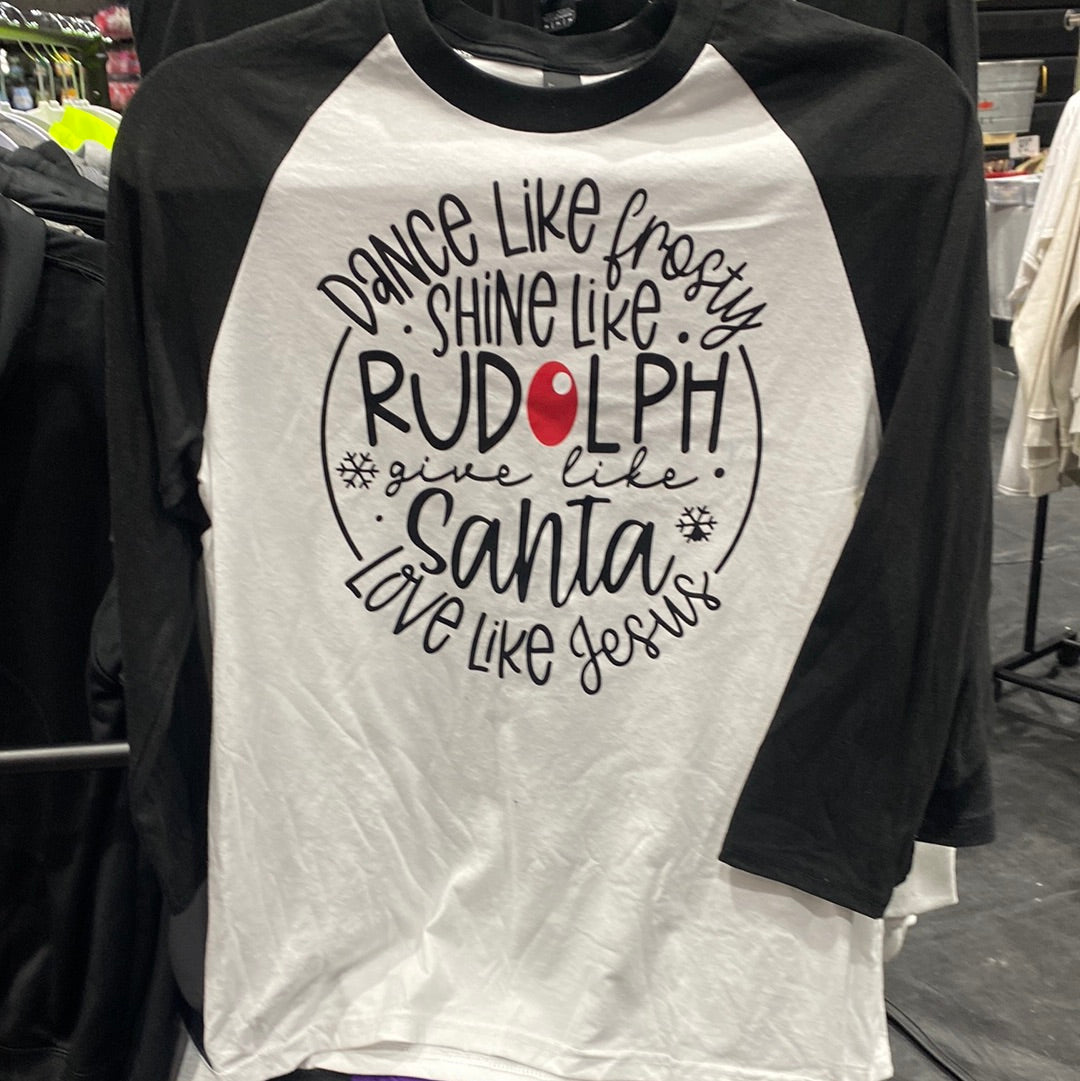 Dance Like frosty
SHiNe Like
RUDOLPH
give like
Santa
Love Like Jesus